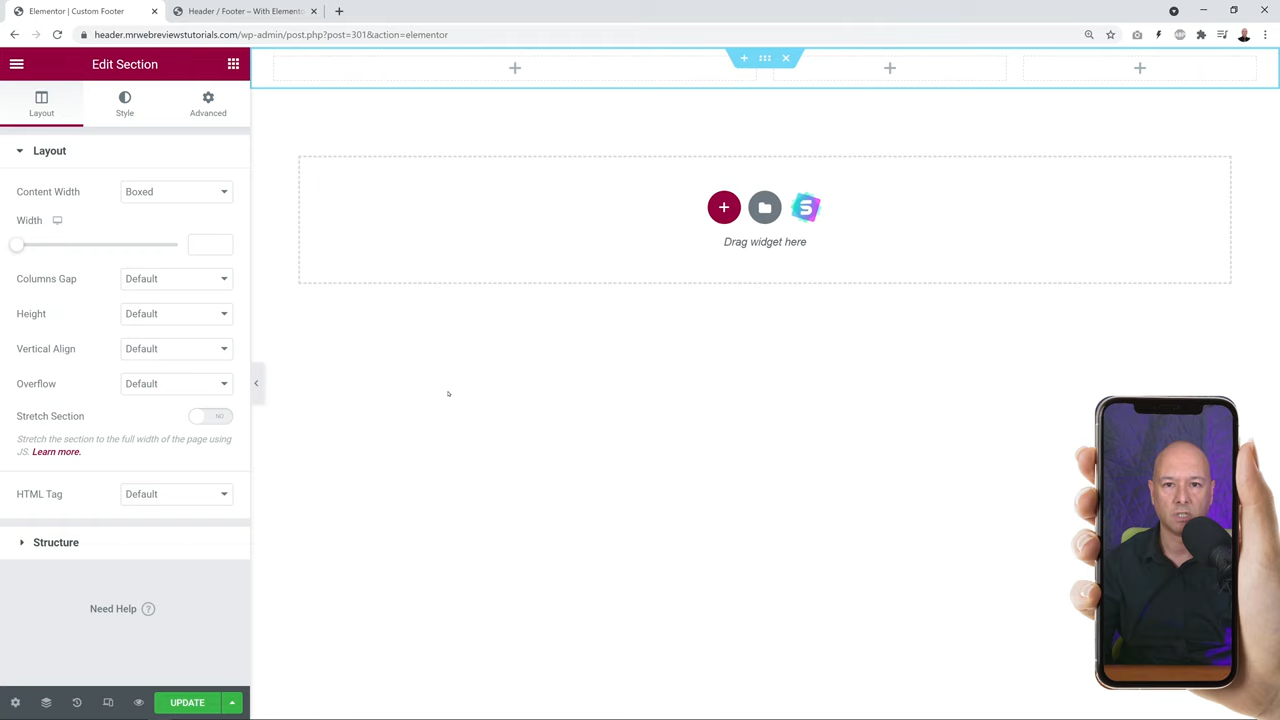 Elementor | Custom Footer
Header / Footer – With Elemento
header.mrwebreviewstutorials.com/wp-admin/post.php?post=301&action=elementor
Edit Section
Layout
Style
Advanced
Layout
Content Width
Boxed
Width
Columns Gap
Default
Height
Default
Vertical Align
Default
Overflow
Default
Stretch Section
NO
Stretch the section to the full width of the page using
JS. Learn more.
HTML Tag
Default
Structure
Need Help ?
UPDATE
Drag widget here